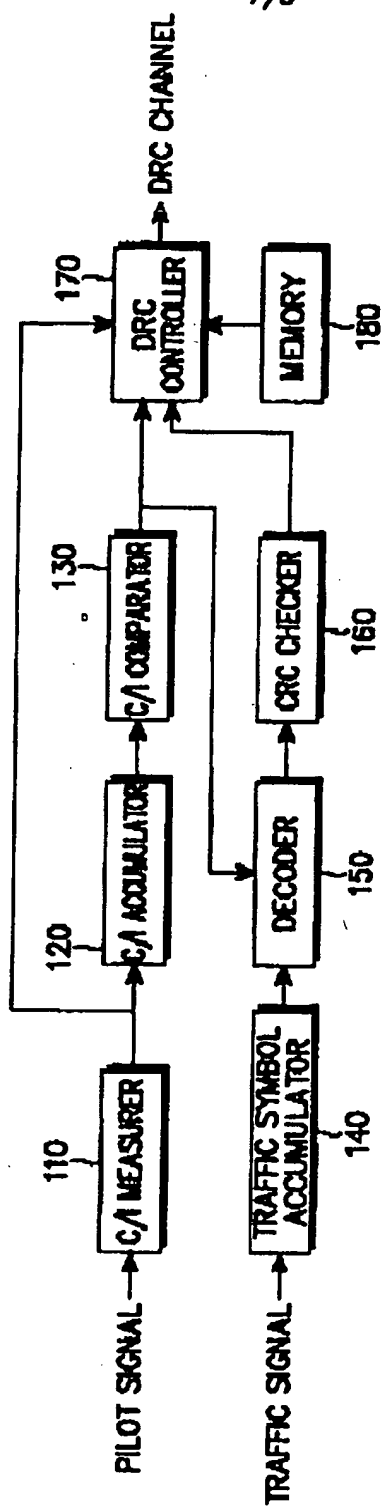 PILOT SIGNAL
110
C/I MEASURER
120
C/I ACCUMULATOR
130
C/I COMPARATOR
170
DRC
CONTROLLER
DRC CHANNEL
MEMORY
180
TRAFFIC SIGNAL
TRAFFIC SYMBOL
ACCUMULATOR
140
DECODER
150
CRC CHECKER
160